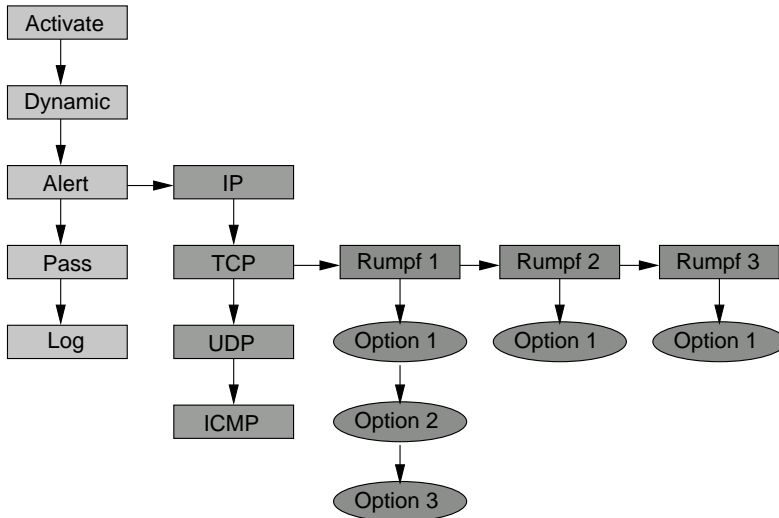 Activate
Dynamic
Alert
IP
Pass
TCP
Rumpf 1
Rumpf 2
Rumpf 3
Log
UDP
Option 1
Option 1
Option 1
ICMP
Option 2
Option 3